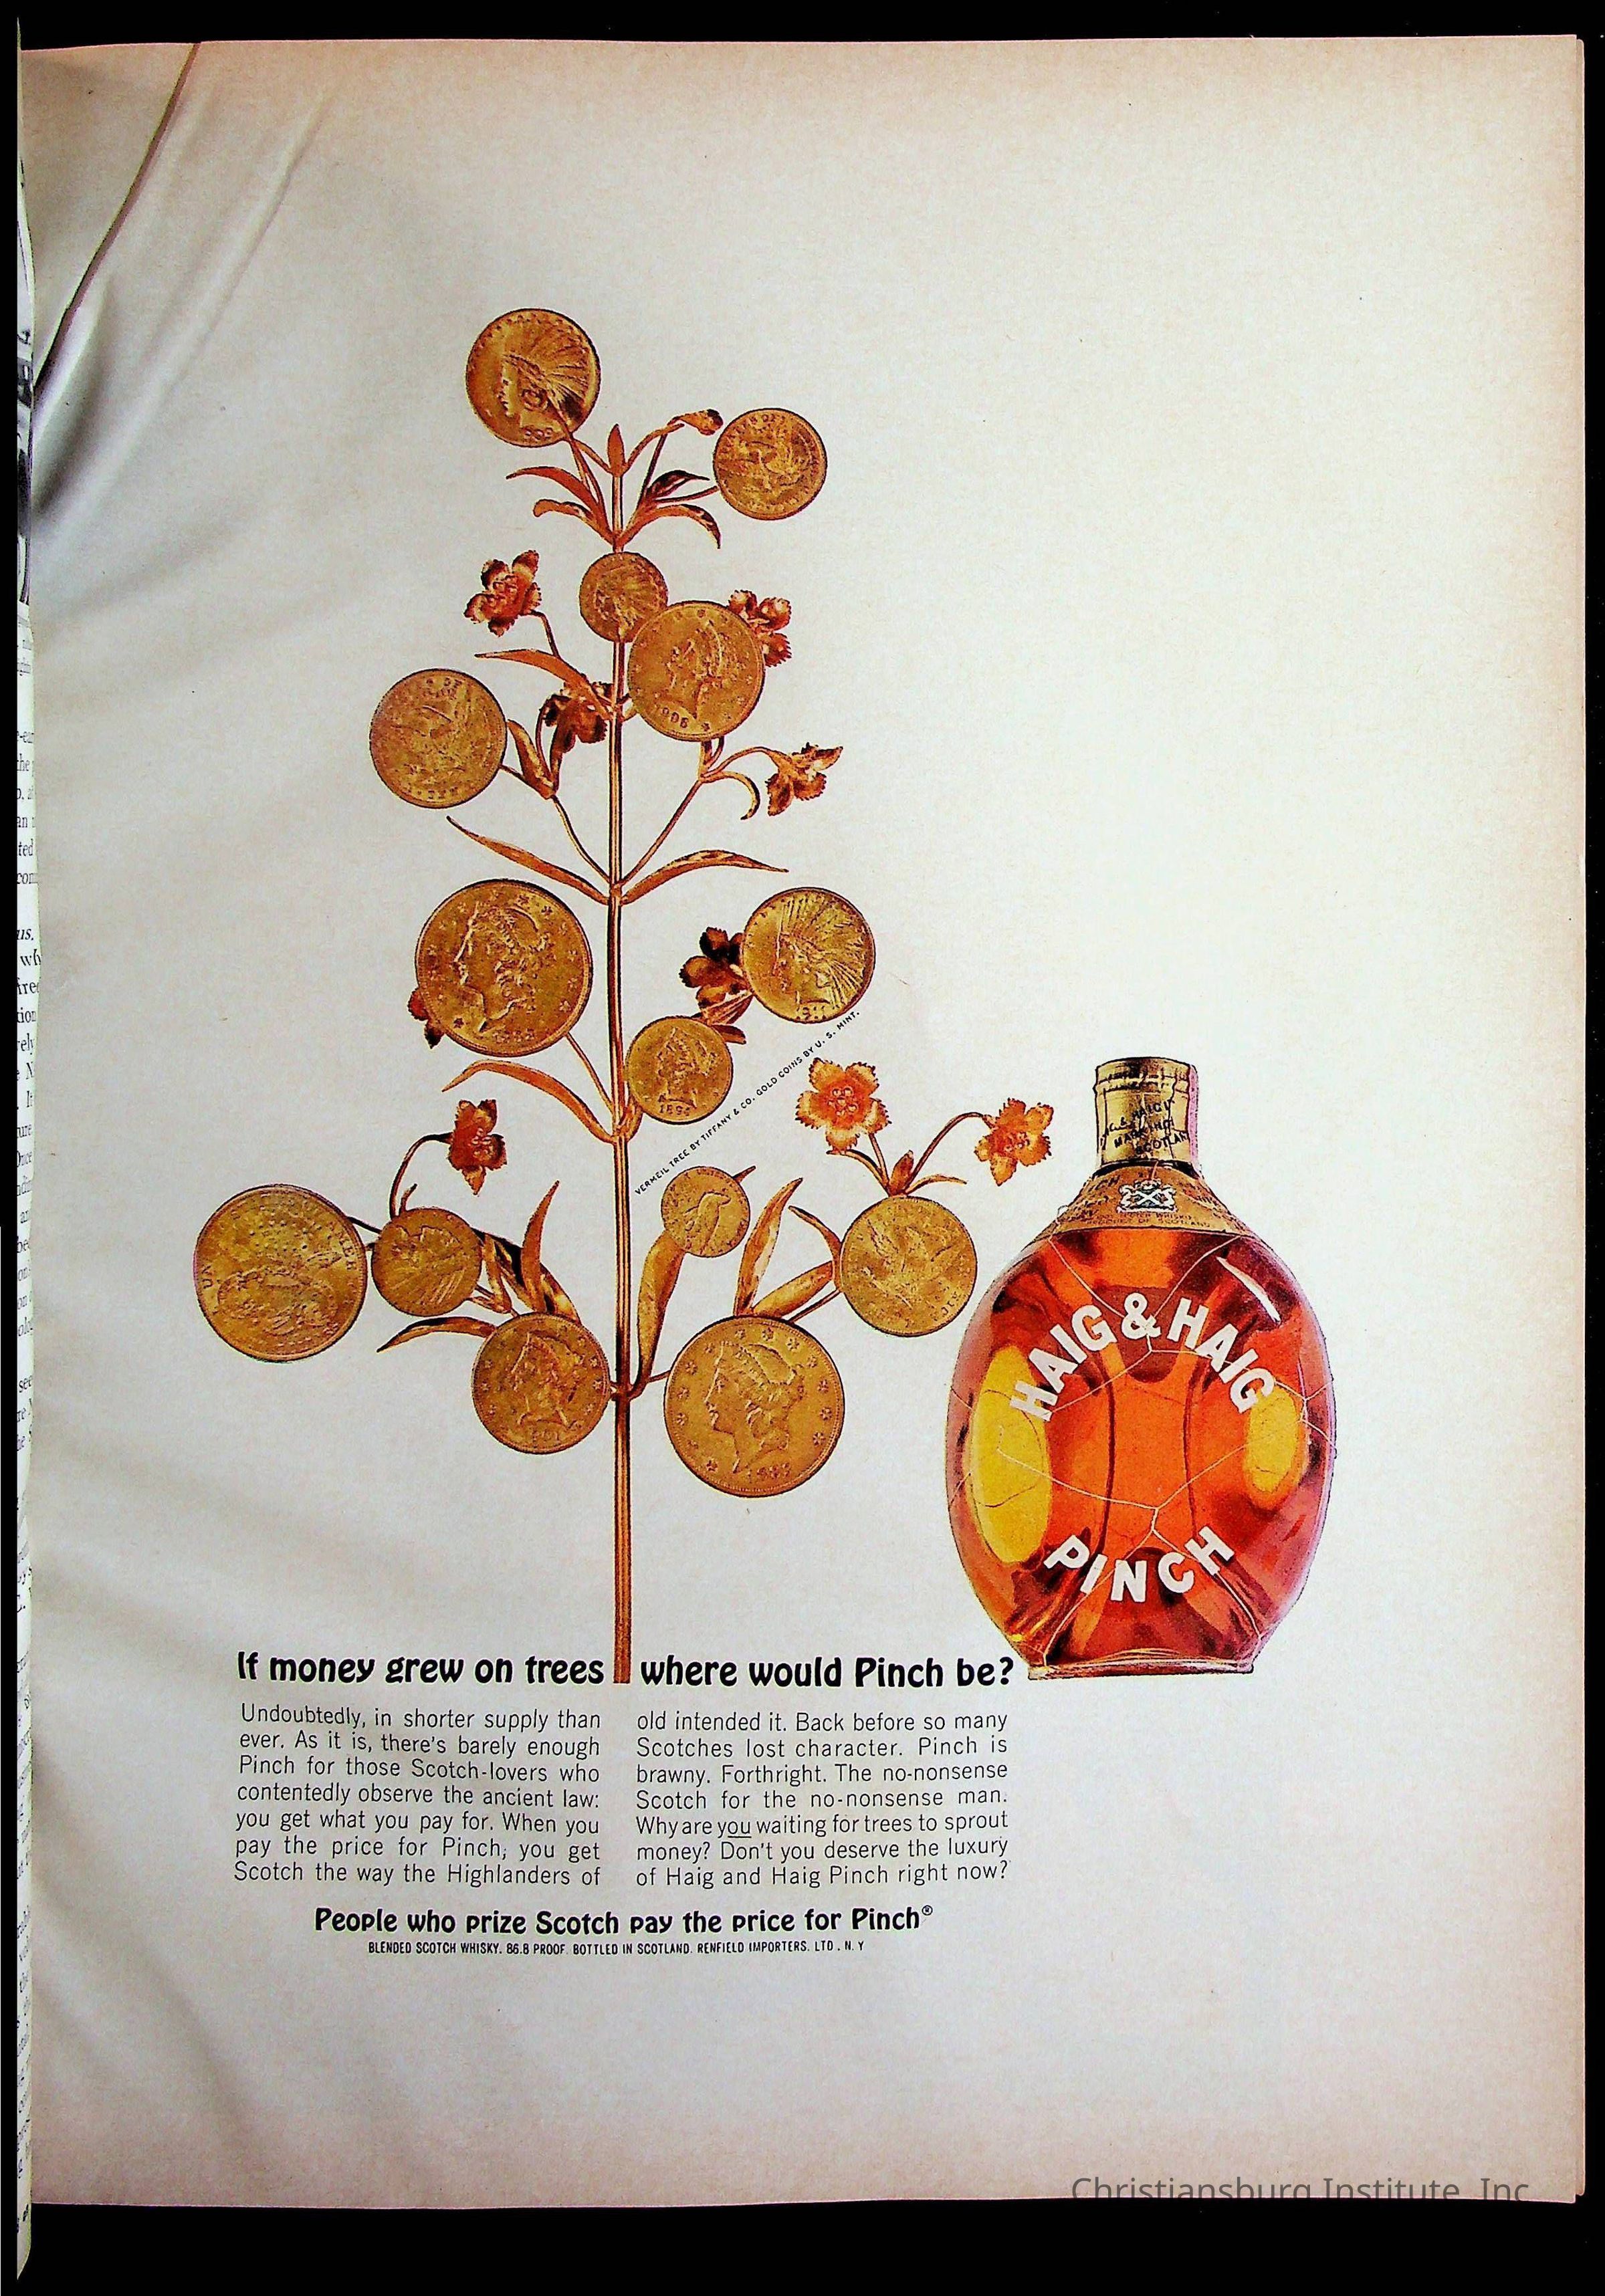 VERMEIL TREE BY TIFFANY & CO. GOLD COINS BY U. S. MINT.
HAIG & HAIG
PINCH
If money grew on trees where would Pinch be?
Undoubtedly, in shorter supply than
ever. As it is, there's barely enough
Pinch for those Scotch-lovers who
contentedly observe the ancient law:
you get what you pay for. When you
pay the price for Pinch, you get
Scotch the way the Highlanders of
old intended it. Back before so many
Scotches lost character. Pinch is
brawny. Forthright. The no-nonsense
Scotch for the no-nonsense man.
Why are you waiting for trees to sprout
money? Don't you deserve the luxury
of Haig and Haig Pinch right now?
People who prize Scotch pay the price for Pinch®
BLENDED SCOTCH WHISKY. 86.8 PROOF. BOTTLED IN SCOTLAND. RENFIELD IMPORTERS, LTD., N. Y
Christiansburg Institute, Inc